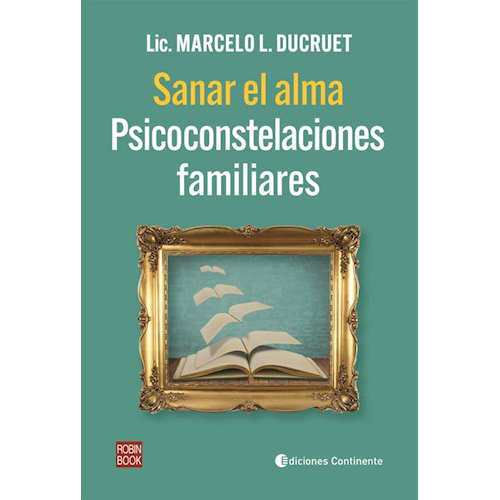 Lic. MARCELO L. DUCRUET
Sanar el alma
Psicoconstelaciones
familiares
ROBIN
BOOK
Ediciones Continente